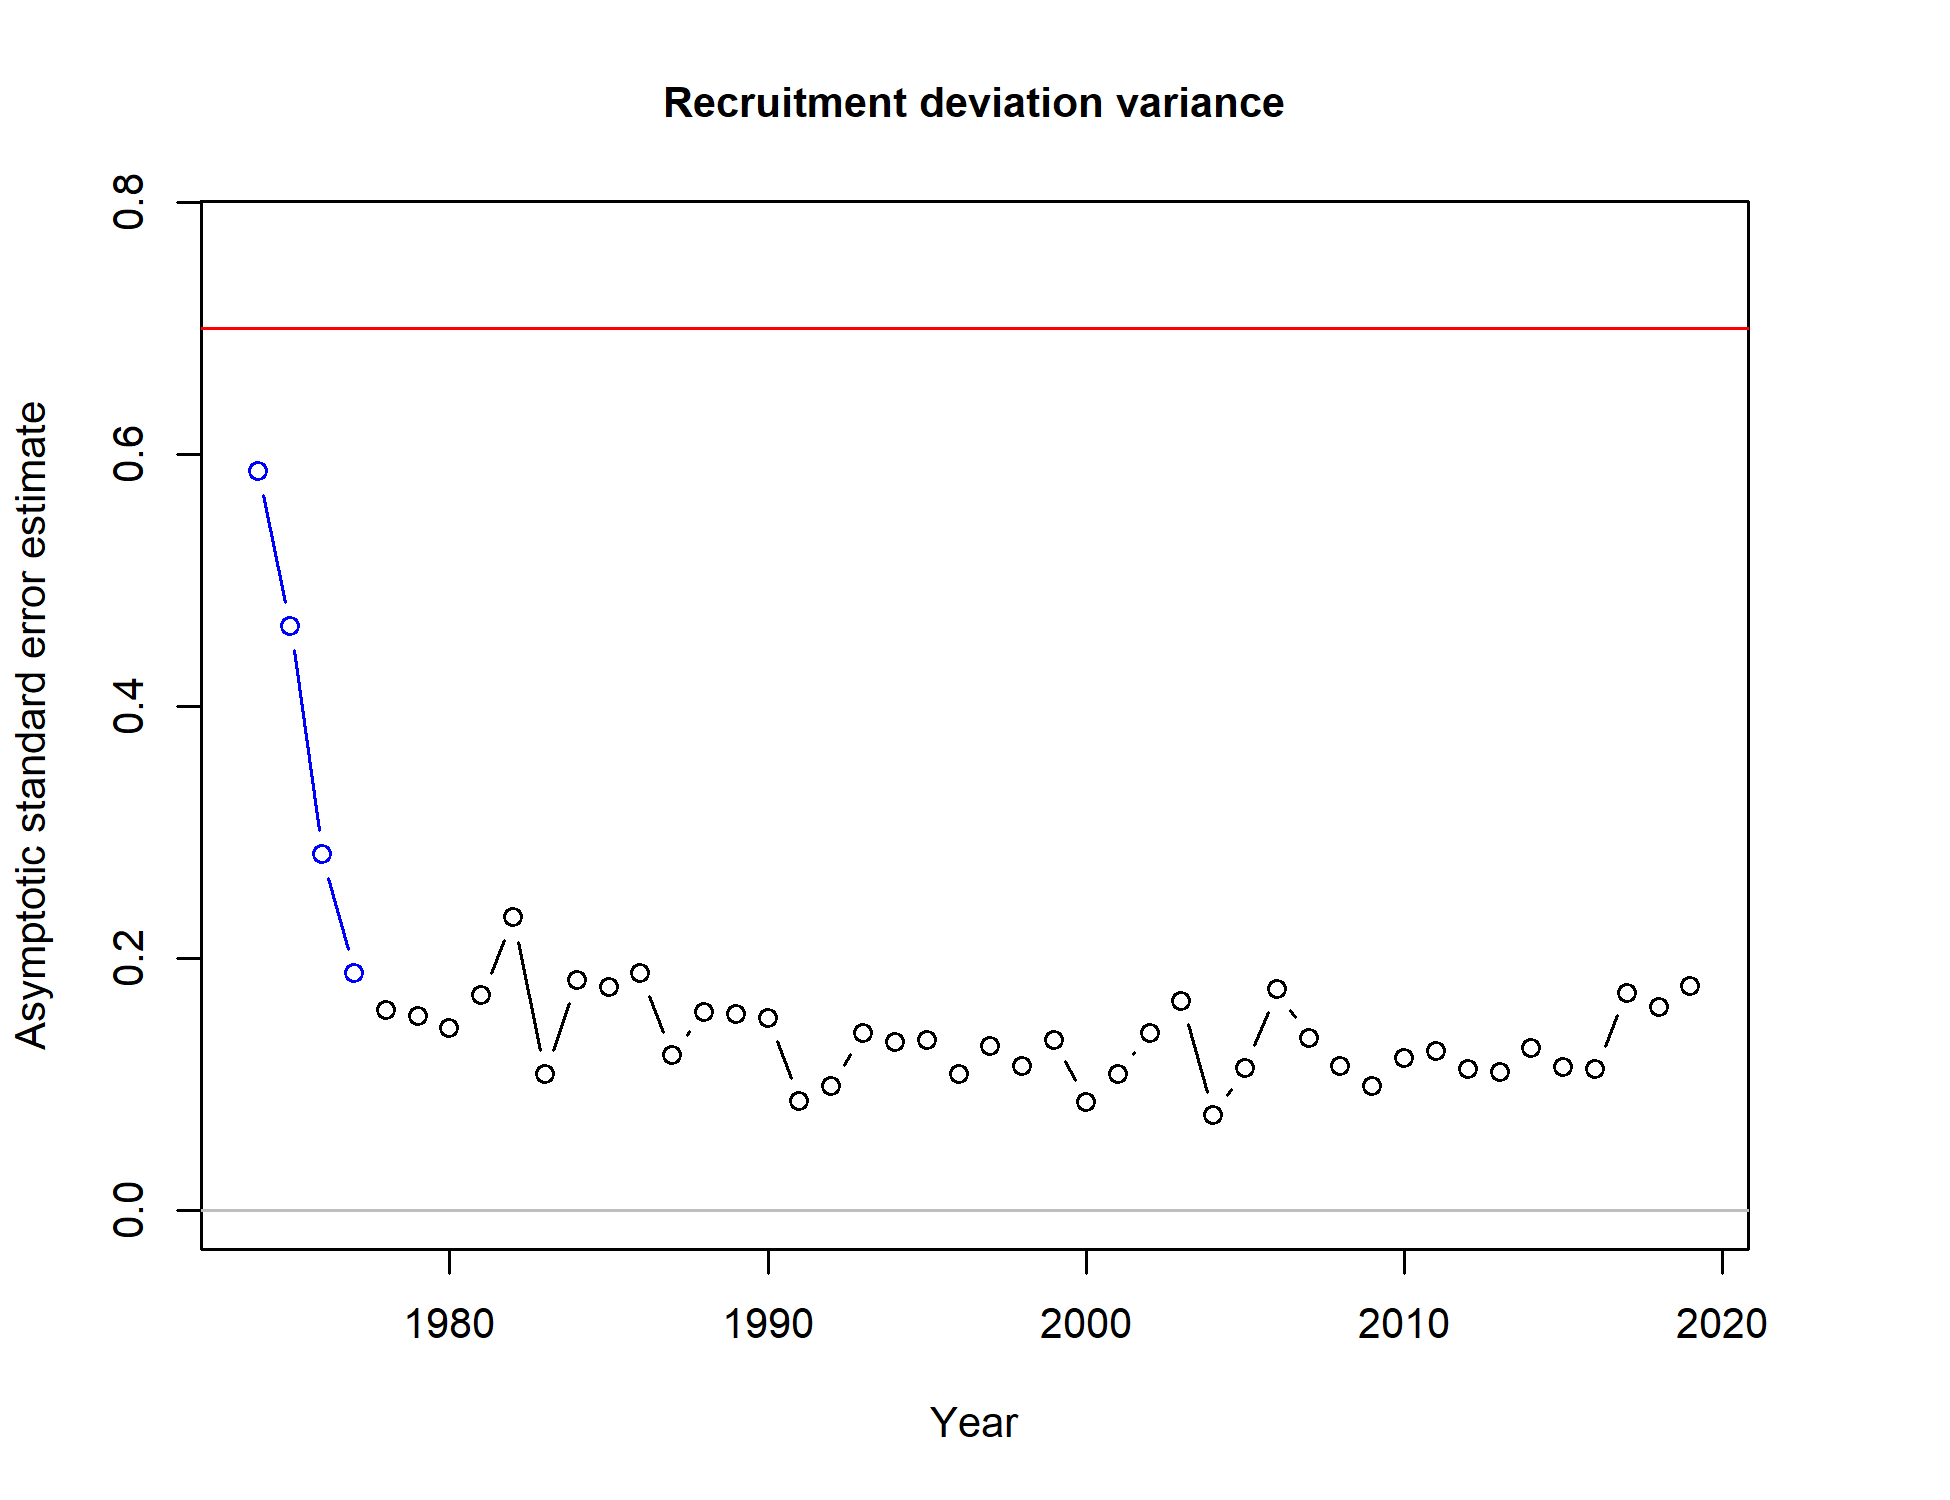 Recruitment deviation variance
Asymptotic standard error estimate
0.8
0.6
0.4
0.2
0.0
1980 1990 2000 2010 2020
Year